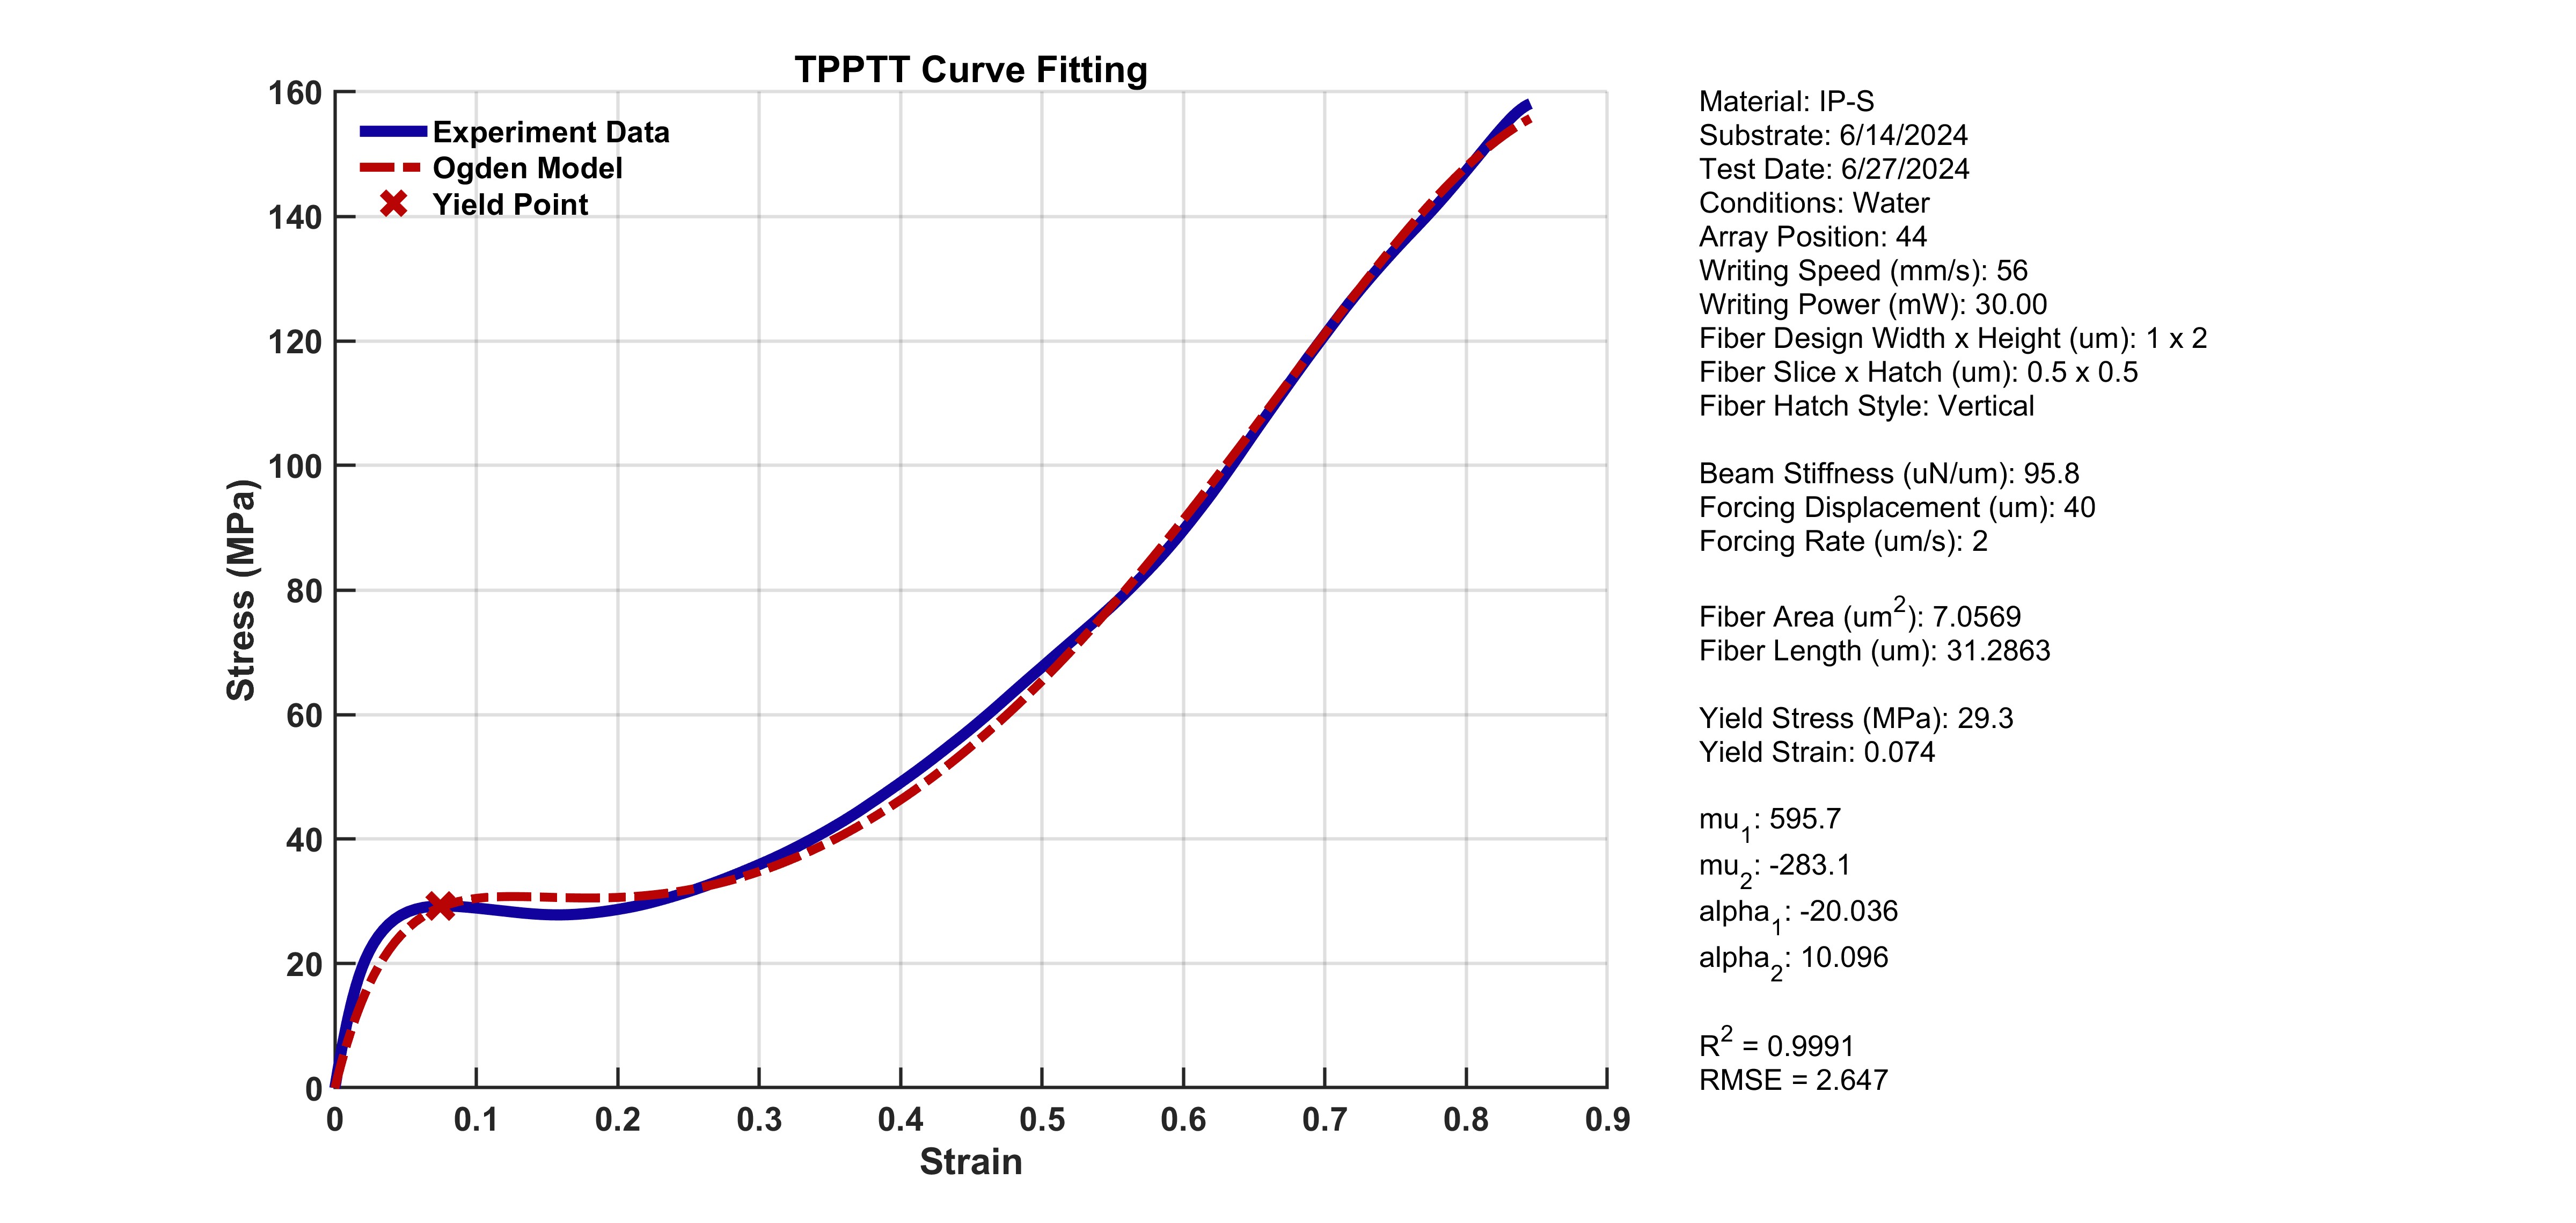 TPPTT Curve Fitting
160
140
120
100
80
60
40
20
0
Stress (MPa)
Experiment Data
Ogden Model
Yield Point
0 0.1 0.2 0.3 0.4 0.5 0.6 0.7 0.8 0.9
Strain
Material: IP-S
Substrate: 6/14/2024
Test Date: 6/27/2024
Conditions: Water
Array Position: 44
Writing Speed (mm/s): 56
Writing Power (mW): 30.00
Fiber Design Width x Height (um): 1 x 2
Fiber Slice x Hatch (um): 0.5 x 0.5
Fiber Hatch Style: Vertical
Beam Stiffness (uN/um): 95.8
Forcing Displacement (um): 40
Forcing Rate (um/s): 2
Fiber Area (um²): 7.0569
Fiber Length (um): 31.2863
Yield Stress (MPa): 29.3
Yield Strain: 0.074
mu₁: 595.7
mu₂: -283.1
alpha₁: -20.036
alpha₂: 10.096
R² = 0.9991
RMSE = 2.647